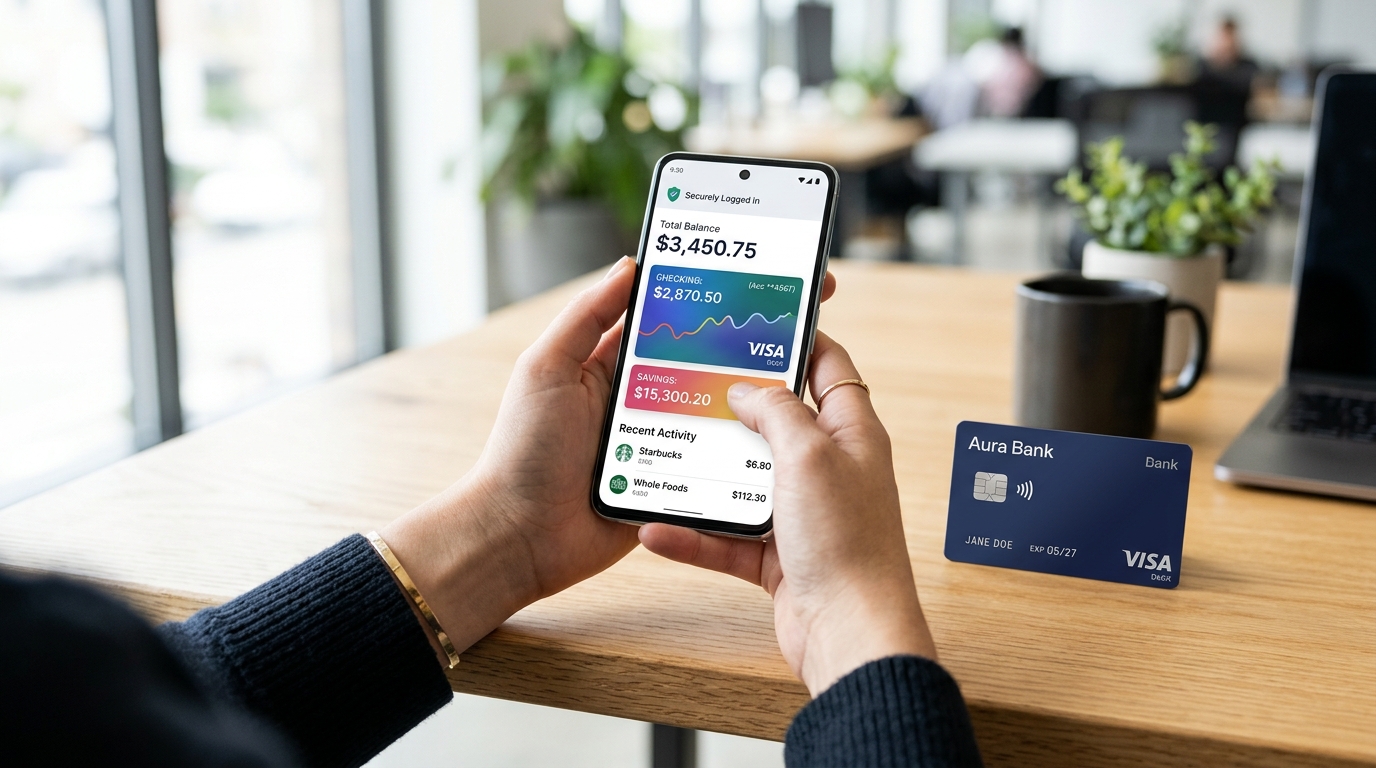 9:30
Securely Logged in
Total Balance
$3,450.75
GHECKING:
$2,870.50
VISA
SAVINGS:
$15,300.20
Recent Activity
Starbucks
$6.80
Whole Foods
$112.30
Aura Bank
Bank
JANE DOE
EXP 05/27
VISA